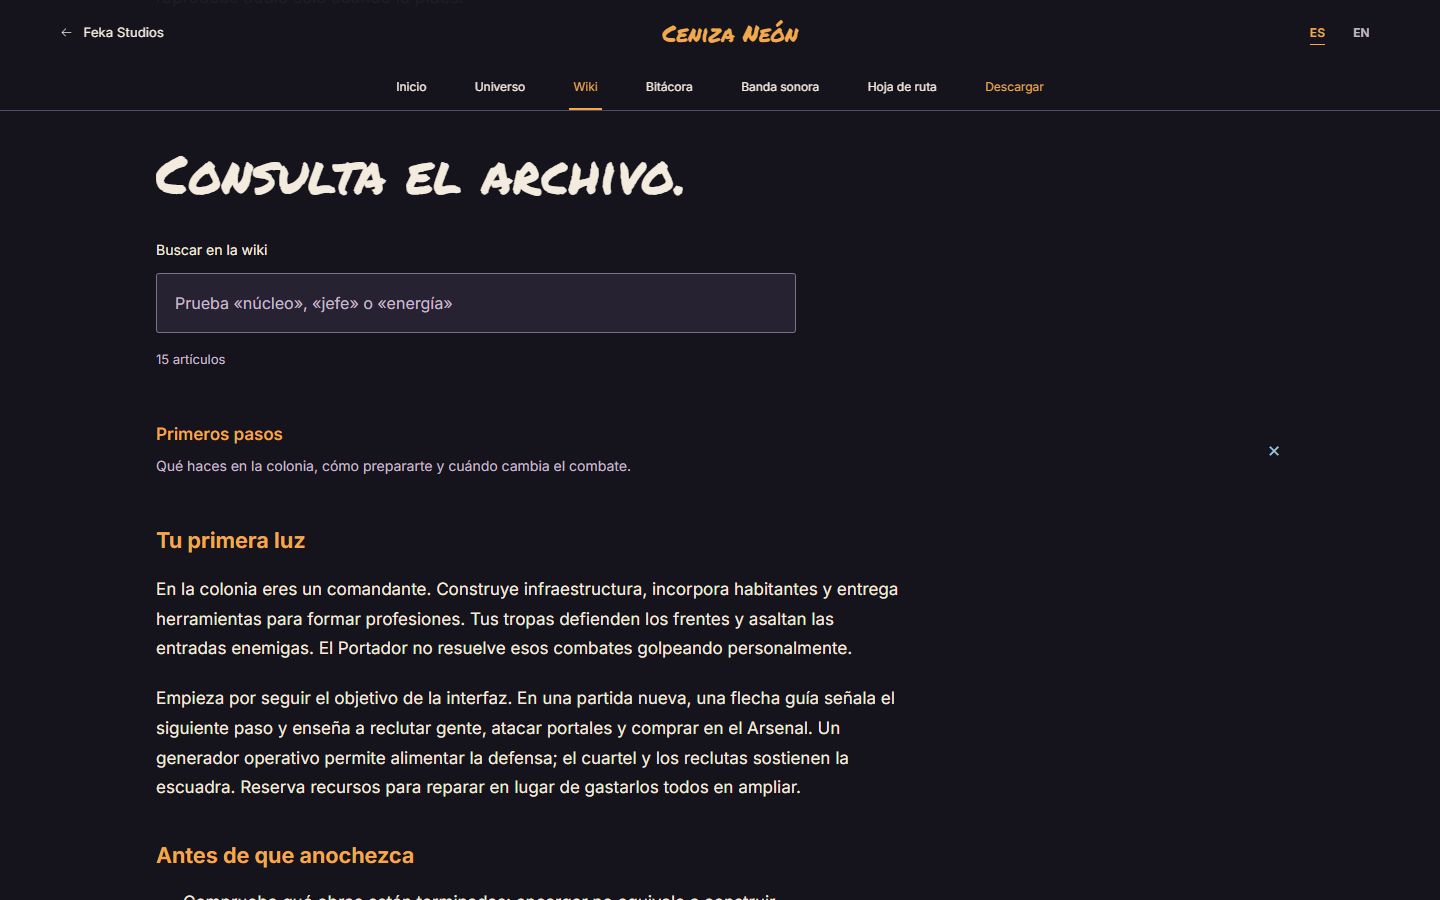 ← Feka Studios
Ceniza Neón
ES EN
Inicio Universo Wiki Bitácora Banda sonora Hoja de ruta Descargar
Consulta el archivo.
Buscar en la wiki
Prueba «núcleo», «jefe» o «energía»
15 artículos
Primeros pasos
Qué haces en la colonia, cómo prepararte y cuándo cambia el combate.
Tu primera luz
En la colonia eres un comandante. Construye infraestructura, incorpora habitantes y entrega
herramientas para formar profesiones. Tus tropas defienden los frentes y asaltan las
entradas enemigas. El Portador no resuelve esos combates golpeando personalmente.
Empieza por seguir el objetivo de la interfaz. En una partida nueva, una flecha guía señala el
siguiente paso y enseña a reclutar gente, atacar portales y comprar en el Arsenal. Un
generador operativo permite alimentar la defensa; el cuartel y los reclutas sostienen la
escuadra. Reserva recursos para reparar en lugar de gastarlos todos en ampliar.
Antes de que anochezca